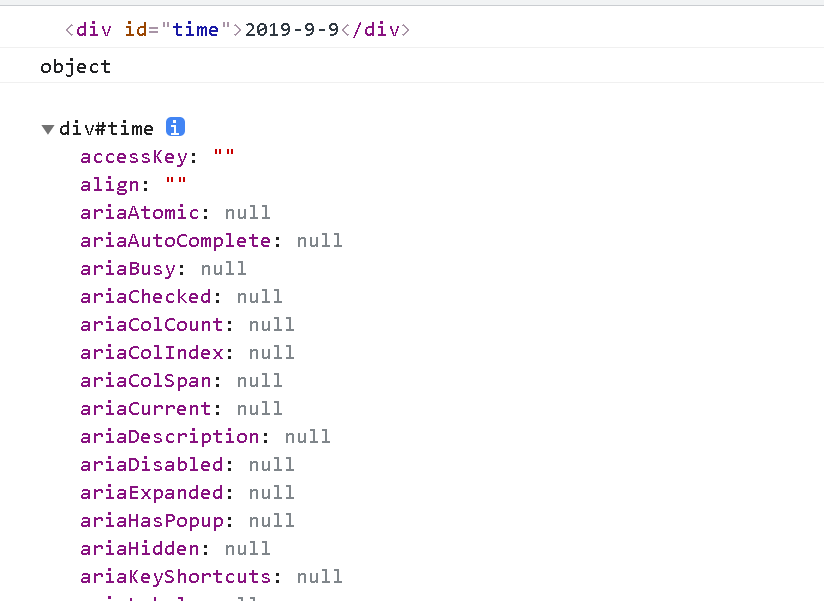 <div id="time">2019-9-9</div>
object
▼div#time i
accessKey: ""
align: ""
ariaAtomic: null
ariaAutoComplete: null
ariaBusy: null
ariaChecked: null
ariaColCount: null
ariaColIndex: null
ariaColSpan: null
ariaCurrent: null
ariaDescription: null
ariaDisabled: null
ariaExpanded: null
ariaHasPopup: null
ariaHidden: null
ariaKeyShortcuts: null